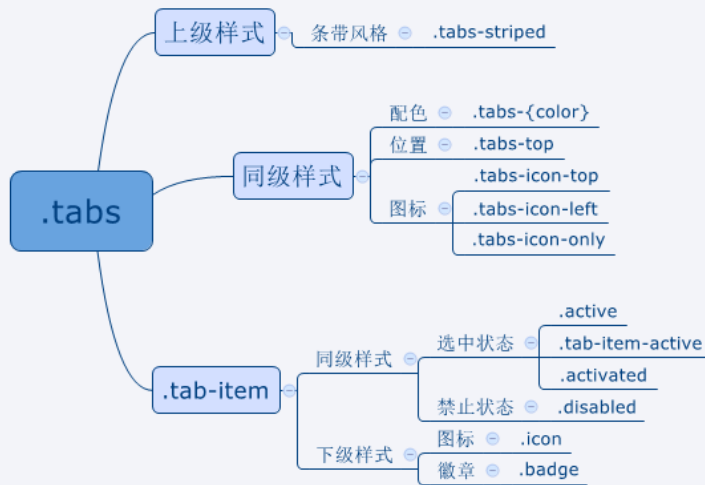 .tabs
上级样式
条带风格
.tabs-striped
同级样式
配色
.tabs-{color}
位置
.tabs-top
图标
.tabs-icon-top
.tabs-icon-left
.tabs-icon-only
.tab-item
同级样式
选中状态
.active
.tab-item-active
.activated
禁止状态
.disabled
下级样式
图标
.icon
徽章
.badge